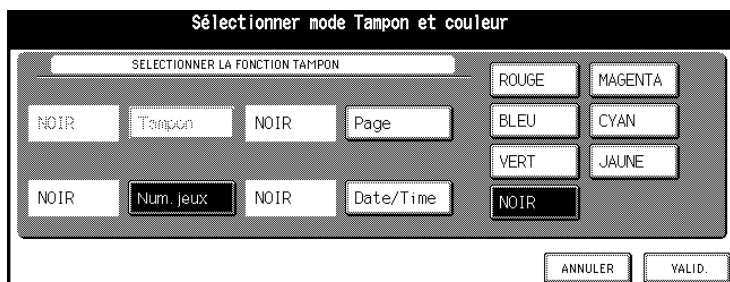 Sélectionner mode Tampon et couleur
SELECTIONNER LA FONCTION TAMPON
ROUGE MAGENTA
NOIR Tampon NOIR Page BLEU CYAN
VERT JAUNE
NOIR Num. jeux NOIR Date/Time NOIR
ANNULER VALID.